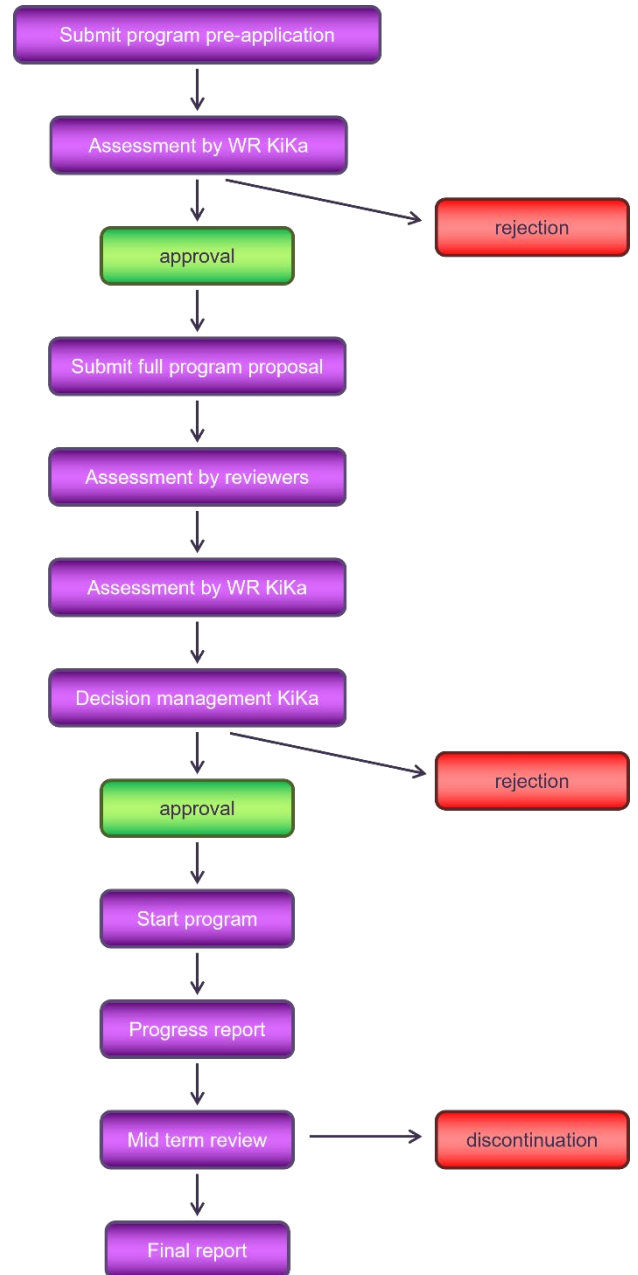 Submit program pre-application
Assessment by WR KiKa
rejection
approval
Submit full program proposal
Assessment by reviewers
Assessment by WR KiKa
Decision management KiKa
rejection
approval
Start program
Progress report
Mid term review
discontinuation
Final report